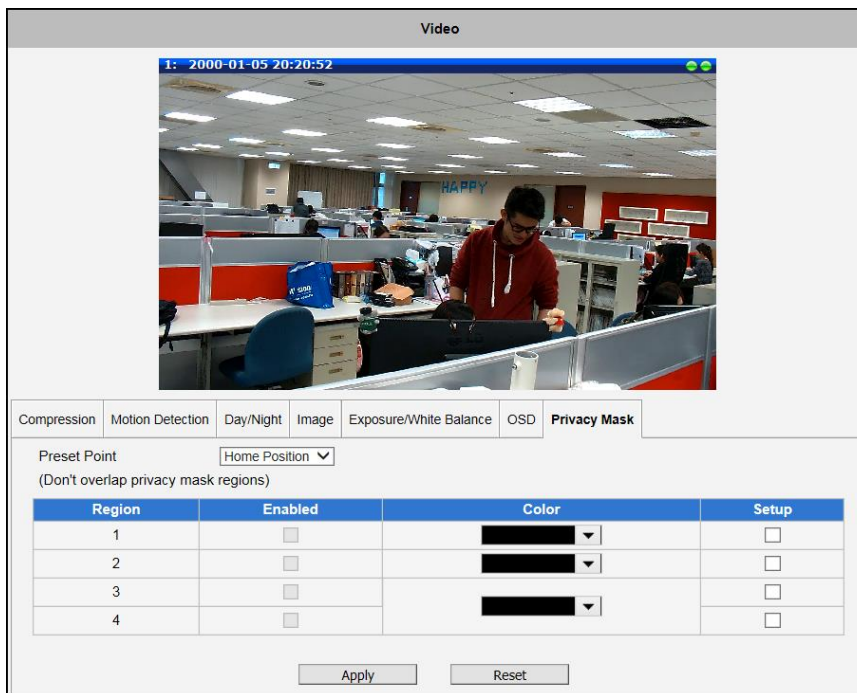 Video
1: 2000-01-05 20:20:52
HAPPY
Compression Motion Detection Day/Night Image Exposure/White Balance OSD Privacy Mask
Preset Point Home Position
(Don't overlap privacy mask regions)
Region Enabled Color Setup
1
2
3
4
Apply Reset